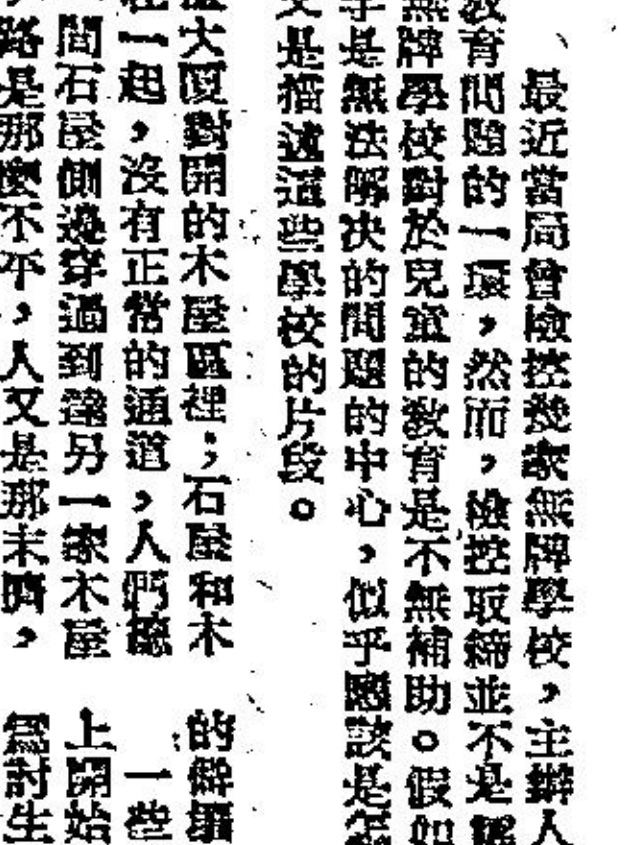 最近當局曾檢控幾家無牌學校，主辦人
教育問題的一環，然而，檢控取締並不是
無牌學校對於兒童的教育是不無補助。假如
乎是無法解決的問題的中心，似乎應該是怎
文是描述這些學校的片段。
大厦對開的木屋區裡；石屋和木
在一起，沒有正常的通道，人們總
間石屋側邊穿過到達另一家木屋
路是那麼不平，人又是那末擠，
的僻壤
一些
上開始
為討生